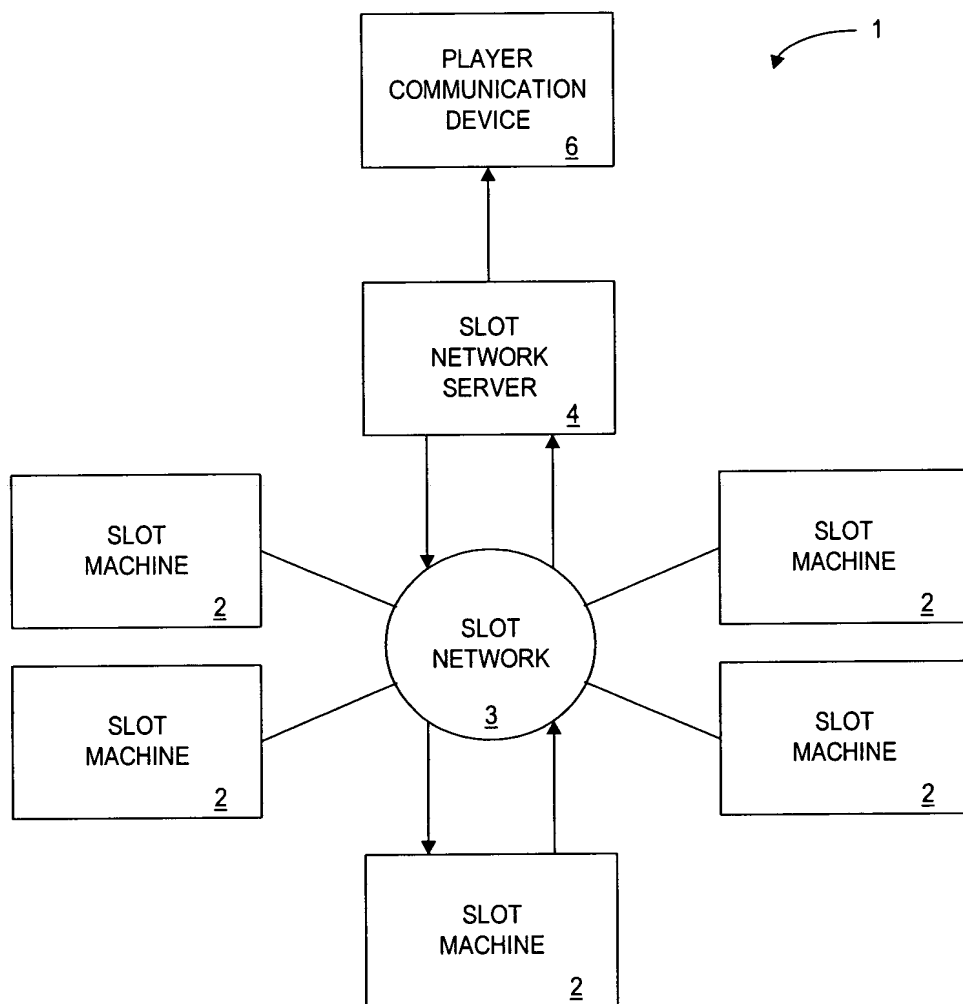 1
PLAYER
COMMUNICATION
DEVICE
6
SLOT
NETWORK
SERVER
4
SLOT
MACHINE
2
SLOT
MACHINE
2
SLOT
NETWORK
3
SLOT
MACHINE
2
SLOT
MACHINE
2
SLOT
MACHINE
2